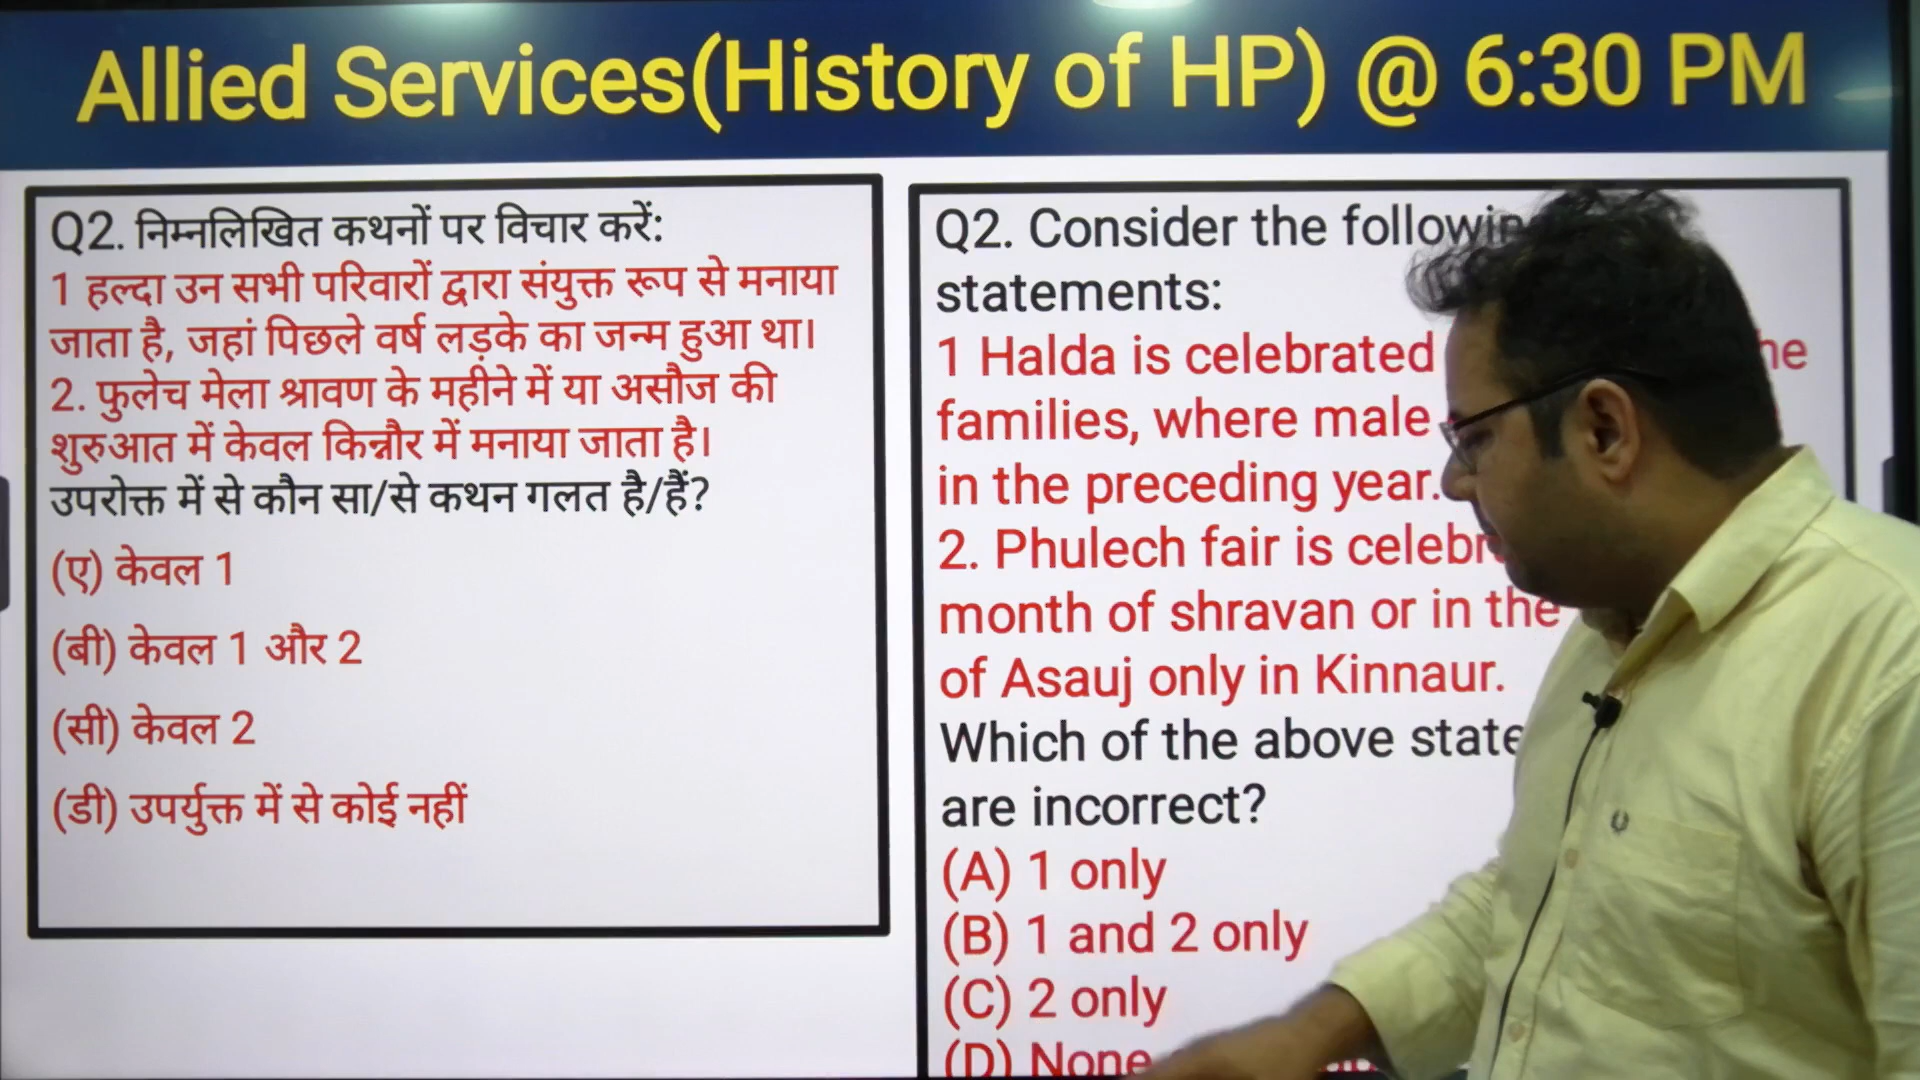 Allied Services(History of HP) @ 6:30 PM
Q2. निम्नलिखित कथनों पर विचार करें:
1 हल्दा उन सभी परिवारों द्वारा संयुक्त रूप से मनाया
जाता है, जहां पिछले वर्ष लड़के का जन्म हुआ था।
2. फुलेच मेला श्रावण के महीने में या असौज की
शुरुआत में केवल किन्नौर में मनाया जाता है।
उपरोक्त में से कौन सा/से कथन गलत है/हैं?
(ए) केवल 1
(बी) केवल 1 और 2
(सी) केवल 2
(डी) उपर्युक्त में से कोई नहीं
Q2. Consider the
statements:
1 Halda is celebrated
families, where male
in the preceding year.
2. Phulech fair is
month of shravan or in the
of Asauj only in Kinnaur.
Which of the above
are incorrect?
(A) 1 only
(B) 1 and 2 only
(C) 2 only
(D) None